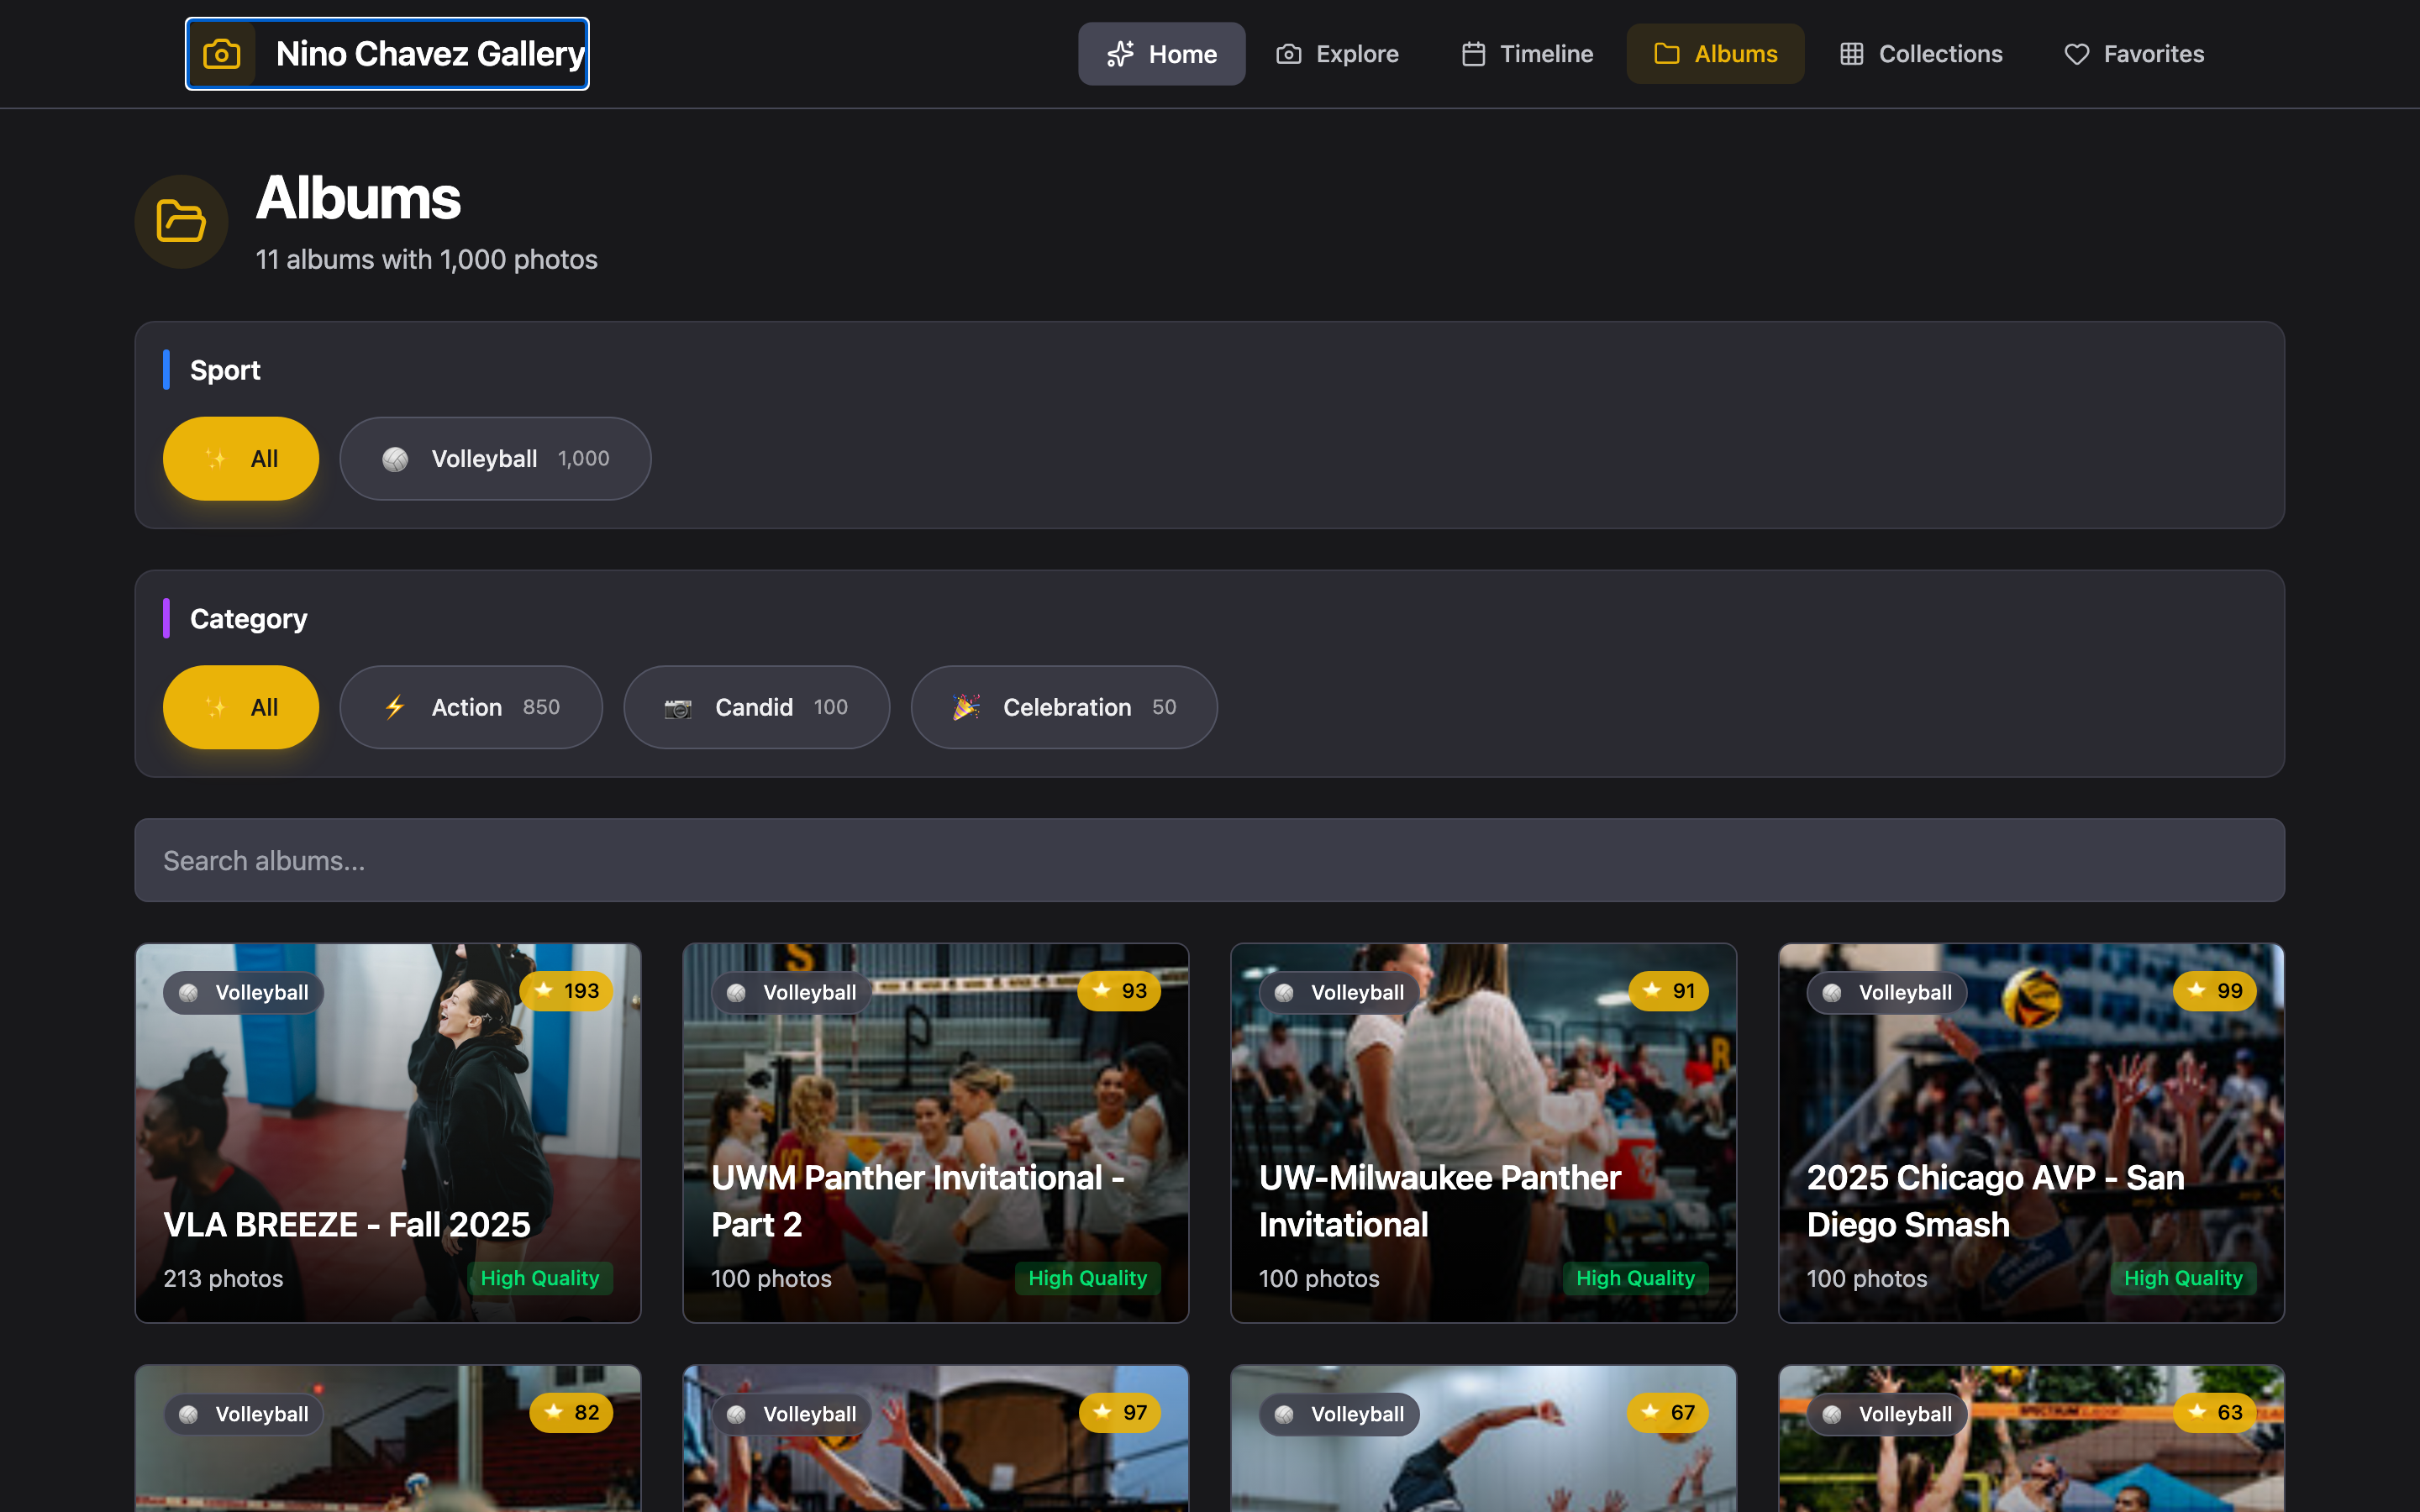 Nino Chavez Gallery
Home
Explore
Timeline
Albums
Collections
Favorites
Albums
11 albums with 1,000 photos
Sport
All
Volleyball 1,000
Category
All
Action 850
Candid 100
Celebration 50
Search albums...
Volleyball
193
VLA BREEZE - Fall 2025
213 photos
High Quality
S
Volleyball
93
UWM Panther Invitational -
Part 2
100 photos
High Quality
Volleyball
91
R
UW-Milwaukee Panther
Invitational
100 photos
High Quality
Volleyball
99
2025 Chicago AVP - San
Diego Smash
100 photos
High Quality
Volleyball
82
Volleyball
97
Volleyball
67
Volleyball
63
SPECTRUM